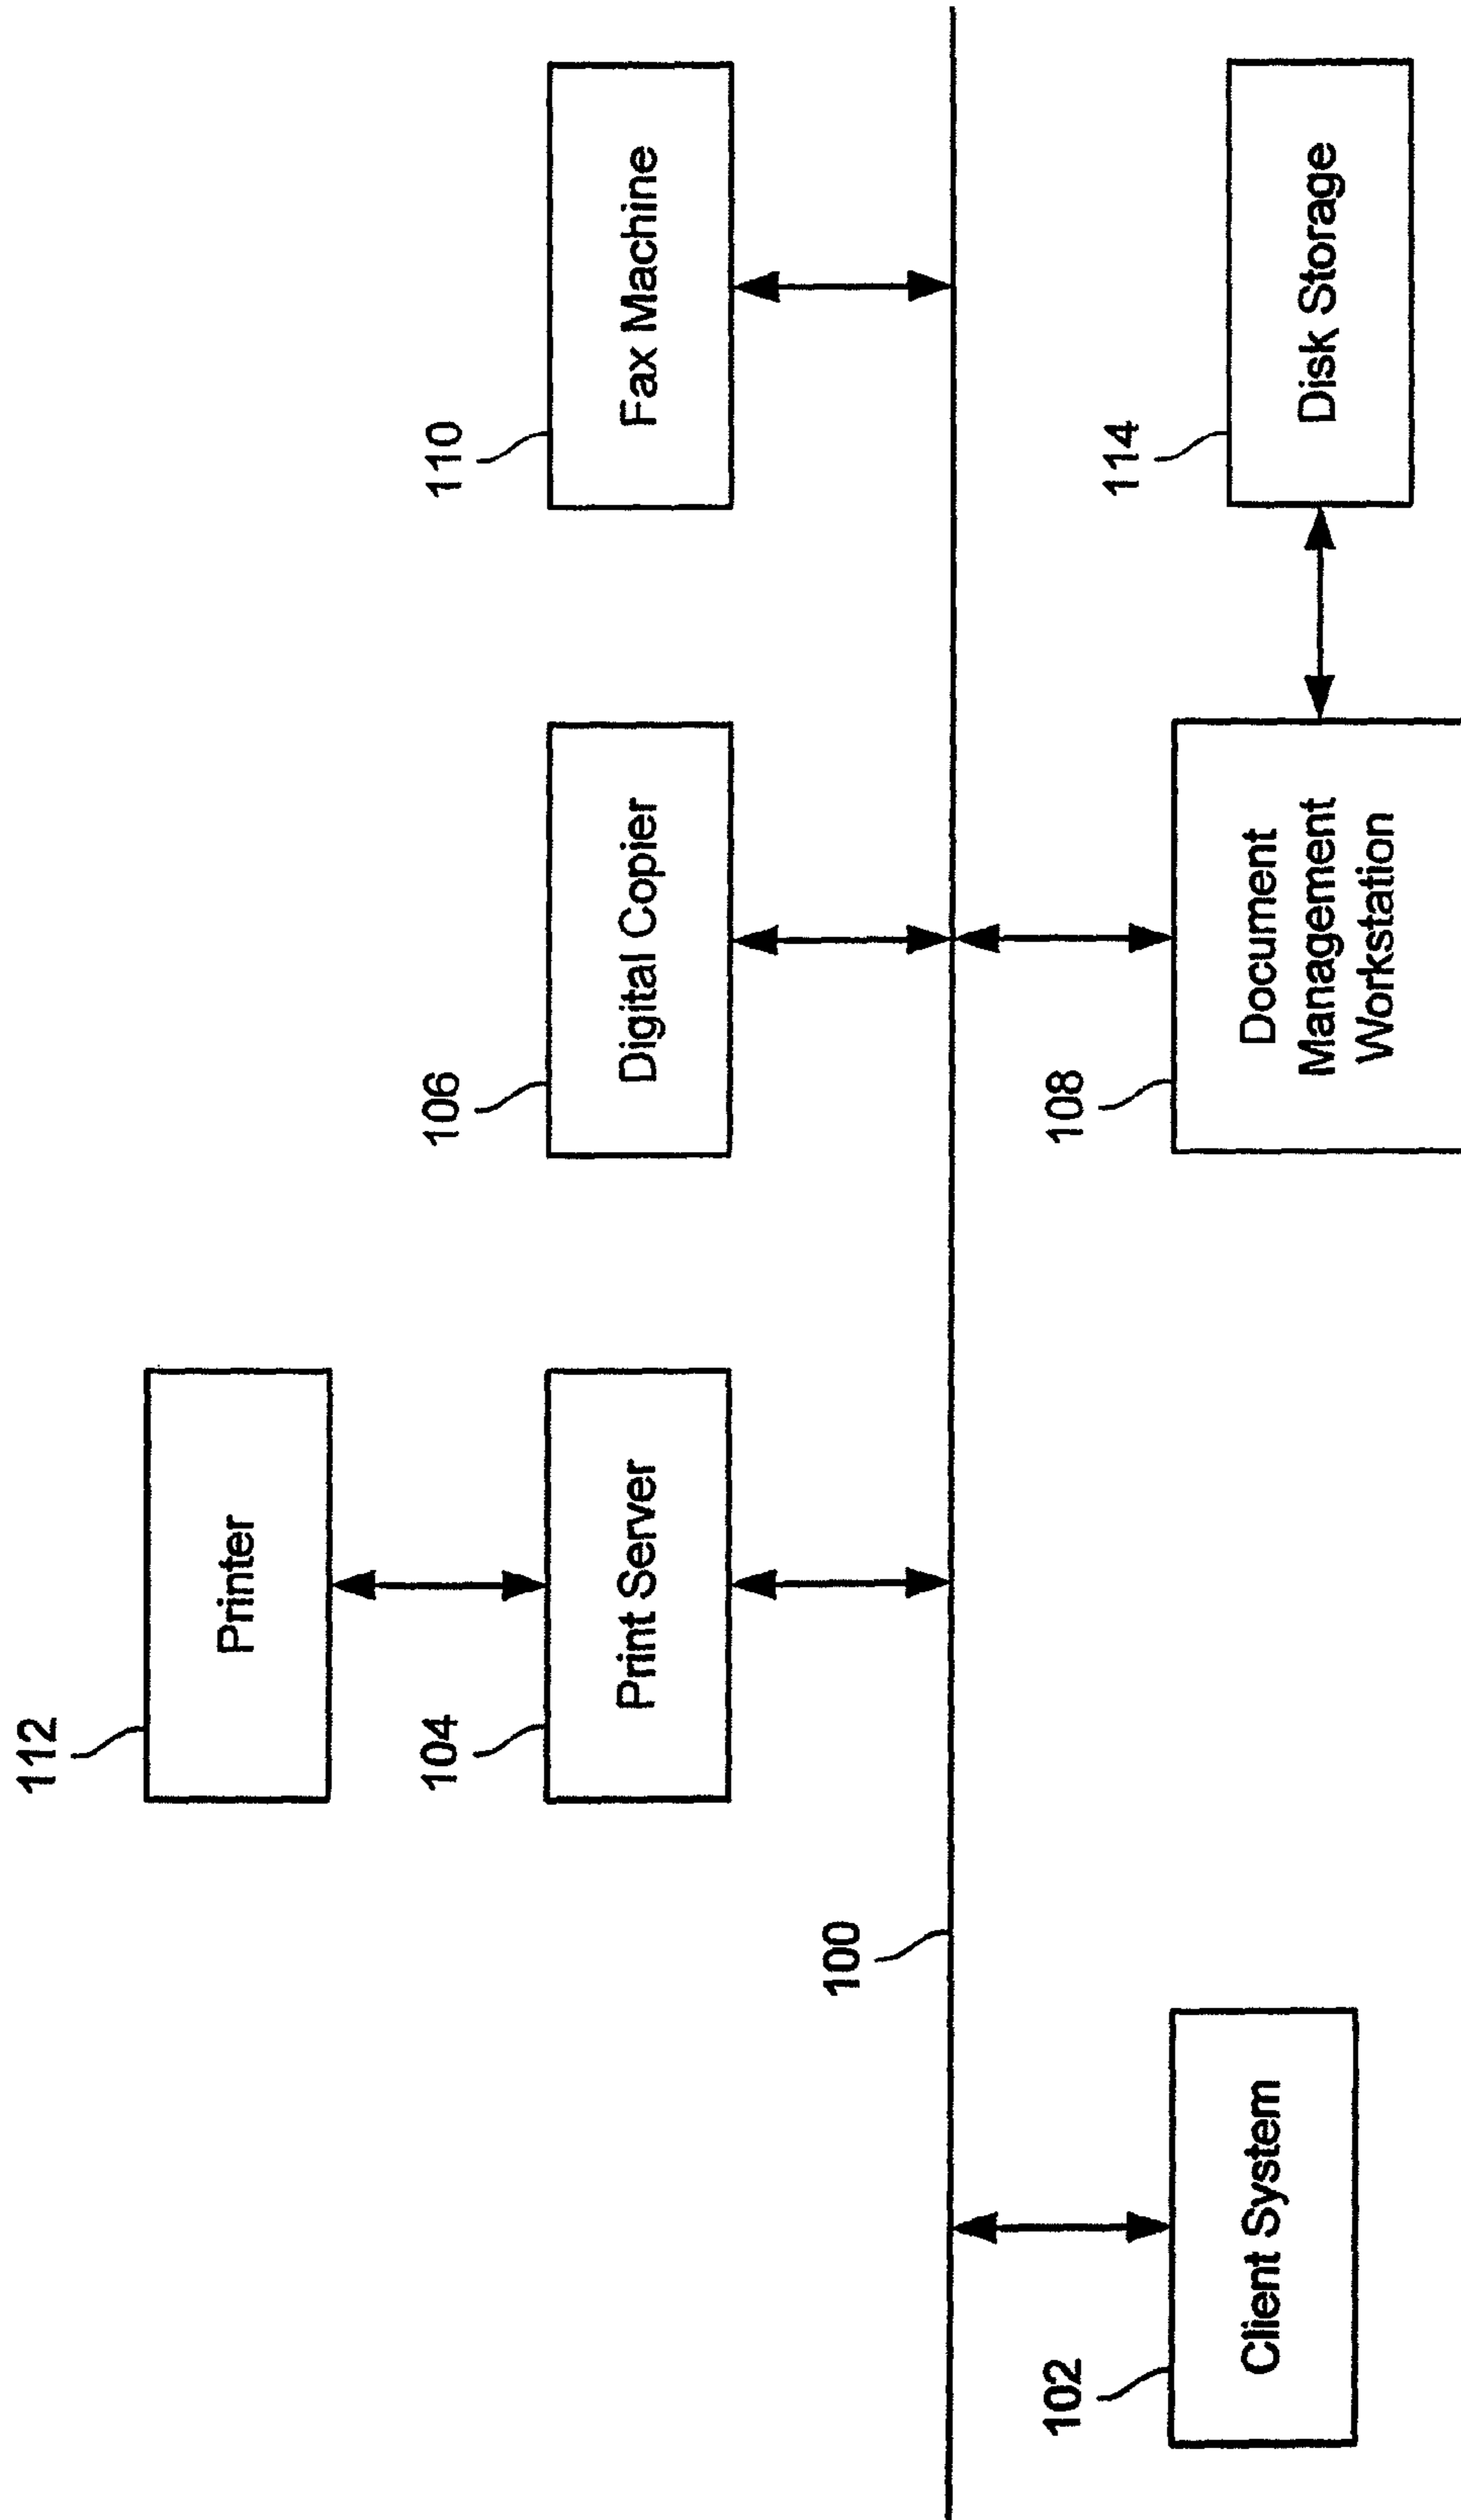 112
Printer
104
Print Server
106
Digital Copier
110
Fax Machine
100
102
Client System
108
Document
Management
Workstation
114
Disk Storage